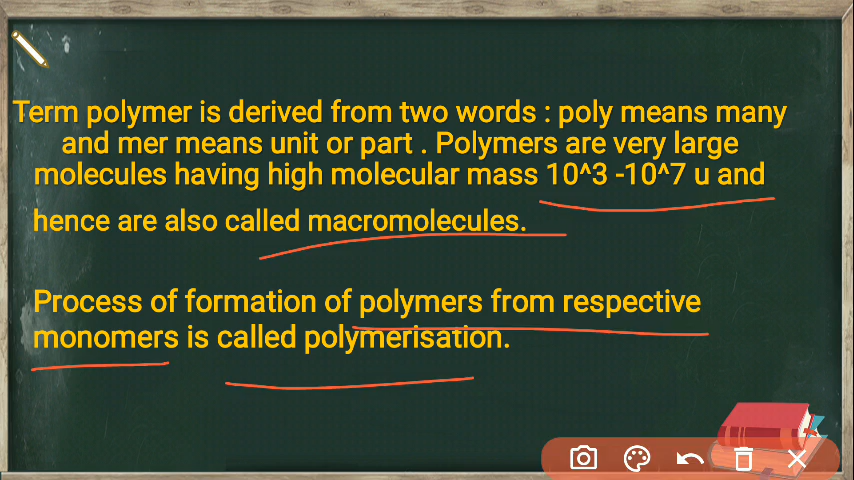 Term polymer is derived from two words : poly means many
and mer means unit or part . Polymers are very large
molecules having high molecular mass 10^3 -10^7 u and
hence are also called macromolecules.
Process of formation of polymers from respective
monomers is called polymerisation.